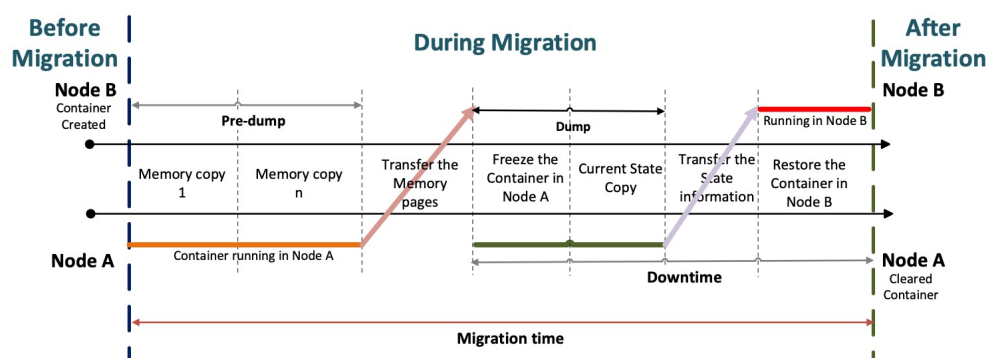 Before
Migration
During Migration
After
Migration
Node B
Container
Created
Pre-dump
Dump
Node B
Running in Node B
Memory copy
1
Memory copy
n
Transfer the
Memory
pages
Freeze the
Container in
Node A
Current State
Copy
Transfer the
State
information
Restore the
Container in
Node B
Node A
Container running in Node A
Downtime
Node A
Cleared
Container
Migration time